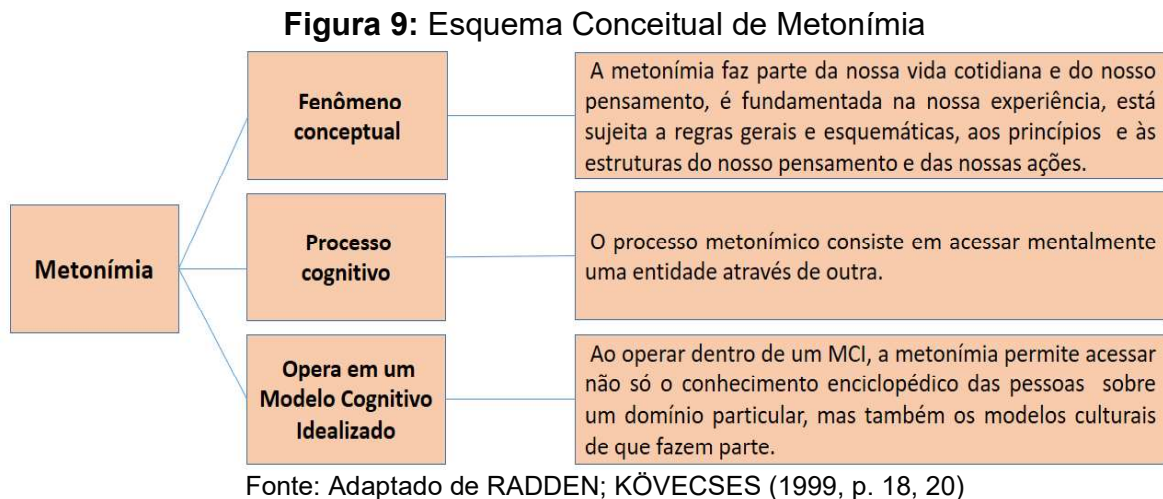 Figura 9: Esquema Conceitual de Metonímia
Metonímia
Fenômeno
conceptual
A metonímia faz parte da nossa vida cotidiana e do nosso
pensamento, é fundamentada na nossa experiência, está
sujeita a regras gerais e esquemáticas, aos princípios e às
estruturas do nosso pensamento e das nossas ações.
Processo
cognitivo
O processo metonímico consiste em acessar mentalmente
uma entidade através de outra.
Opera em um
Modelo Cognitivo
Idealizado
Ao operar dentro de um MCI, a metonímia permite acessar
não só o conhecimento enciclopédico das pessoas sobre
um domínio particular, mas também os modelos culturais
de que fazem parte.
Fonte: Adaptado de RADDEN; KÖVECSES (1999, p. 18, 20)